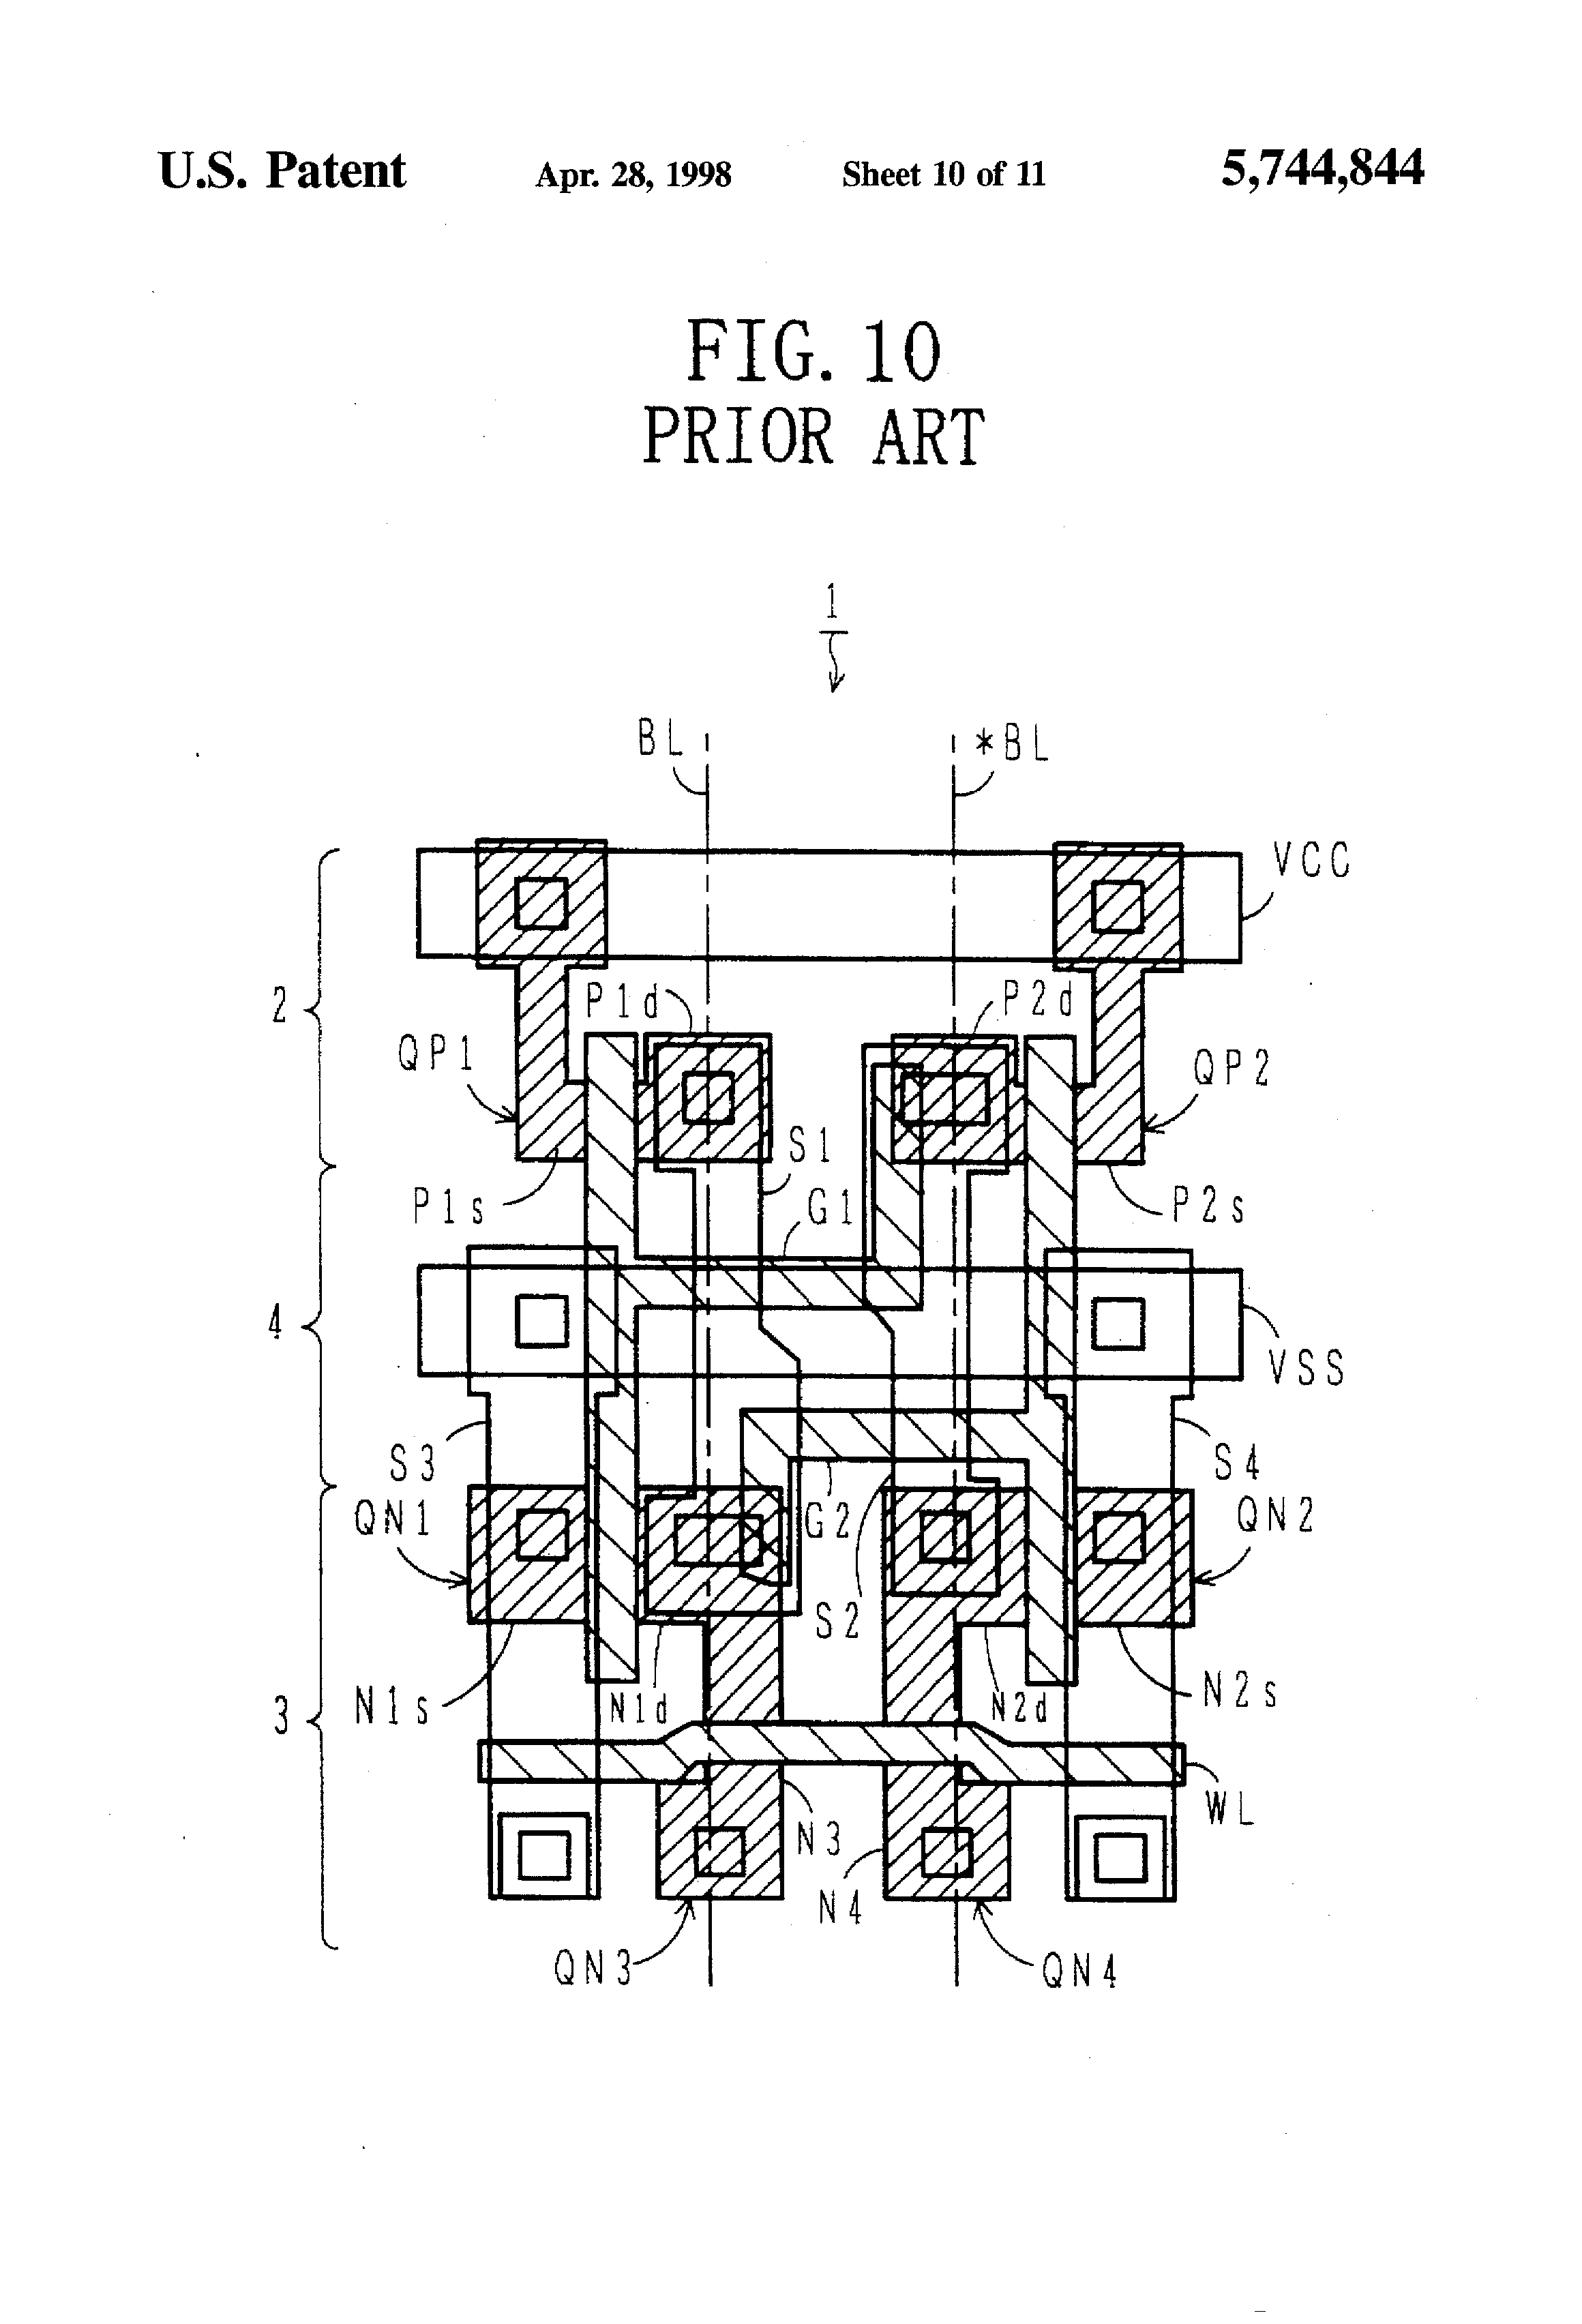 U.S. Patent Apr. 28, 1998 Sheet 10 of 11 5,744,844
FIG. 10
PRIOR ART
1
BL *BL
VCC
2 P1d P2d
QP1 QP2
S1
P1s G1 P2s
4
VSS
S3 S4
QN1 G2 QN2
S2
N1s N1d N2d N2s
3
WL
N3
N4
QN3 QN4